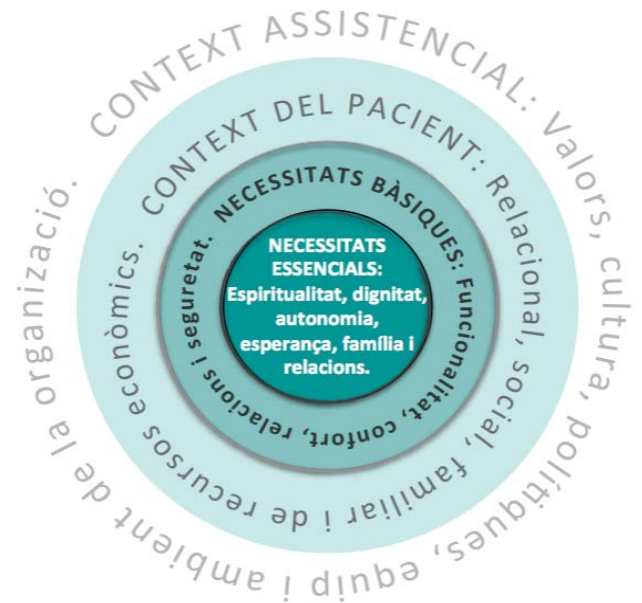 CONTEXT ASSISTENCIAL: Valors, cultura, polítiques, equip i ambient de la organizació.
CONTEXT DEL PACIENT: Relacional, social, familiar i de recursos econòmics.
NECESSITATS BÀSIQUES: Funcionalitat, confort, relacions i seguretat.
NECESSITATS
ESSENCIALS:
Espiritualitat, dignitat,
autonomia,
esperança, família i
relacions.